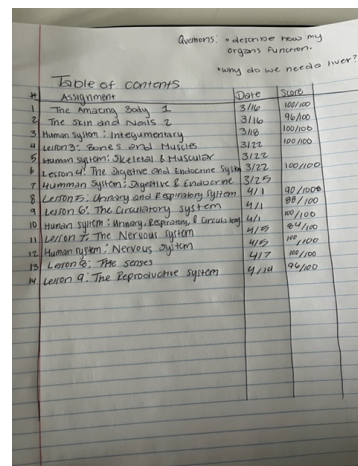 Questions: • describe how my
organs function.
• why do we need a liver?
Table of contents
# Assignment Date Score
1 The Amazing Body 1 3/16 100/100
2 The Skin and Nails 2 3/16 96/100
3 Human system: Integumentary 3/18 100/100
4 Lesson 3: Bones and Muscles 3/22 100/100
5 Human system: Skeletal & Muscular 3/22
6 Lesson 4: The Digestive and Endocrine System 3/22 100/100
7 Humman System: Digestive & Endocrine 3/25
8 Lesson 5: Urinary and Respiratory System 4/1 90/1000
9 Lesson 6: The Circulatory system 4/1 88/100
10 Human system: Urinary, Respiratory, & Circulatory 4/1 100/100
11 Lesson 7: The Nervous system 4/5 84/100
12 Human system: Nervous System 4/5 100/100
13 Lesson 8: The senses 4/7 100/100
14 Lesson 9: The Reproductive system 96/100